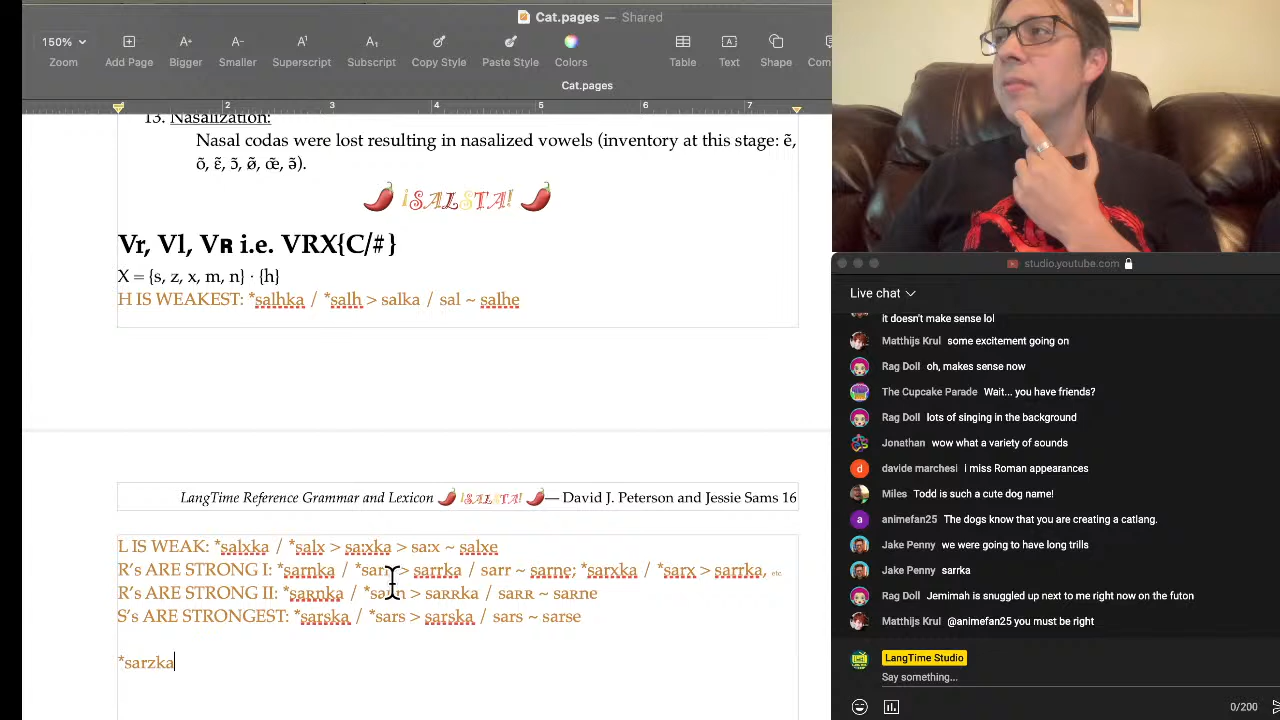 Cat.pages — Shared
150%
Zoom
Add Page
Bigger
Smaller
Superscript
Subscript
Copy Style
Paste Style
Colors
Table
Text
Shape
Cat.pages
2 3 4 5 6 7
13. Nasalization:
Nasal codas were lost resulting in nasalized vowels (inventory at this stage: ẽ,
õ, ɛ̃, ɔ̃, ø̃, œ̃, ə̃).
🌶️ ¡SALSTA! 🌶️
Vr, Vl, Vʀ i.e. VRX{C/#}
X = {s, z, x, m, n} · {h}
H IS WEAKEST: *salhka / *salh > salka / sal ~ salhe
LangTime Reference Grammar and Lexicon 🌶️ ¡SALSTA! 🌶️— David J. Peterson and Jessie Sams 16
L IS WEAK: *salxka / *salx > sa:xka > sa:x ~ salxe
R's ARE STRONG I: *sarnka / *sarn > sarrka / sarr ~ sarne; *sarxka / *sarx > sarrka, etc.
R's ARE STRONG II: *saʀnka / *saʀn > saʀʀka / saʀʀ ~ saʀne
S's ARE STRONGEST: *sarska / *sars > sarska / sars ~ sarse
*sarzka
studio.youtube.com
Live chat
it doesn't make sense lol
Matthijs Krul some excitement going on
Rag Doll oh, makes sense now
The Cupcake Parade Wait... you have friends?
Rag Doll lots of singing in the background
Jonathan wow what a variety of sounds
d davide marchesi I miss Roman appearances
Miles Todd is such a cute dog name!
a animefan25 The dogs know that you are creating a catlang.
Jake Penny we were going to have long trills
Jake Penny sarrka
Rag Doll Jemimah is snuggled up next to me right now on the futon
Matthijs Krul @animefan25 you must be right
LangTime Studio
Say something...
0/200